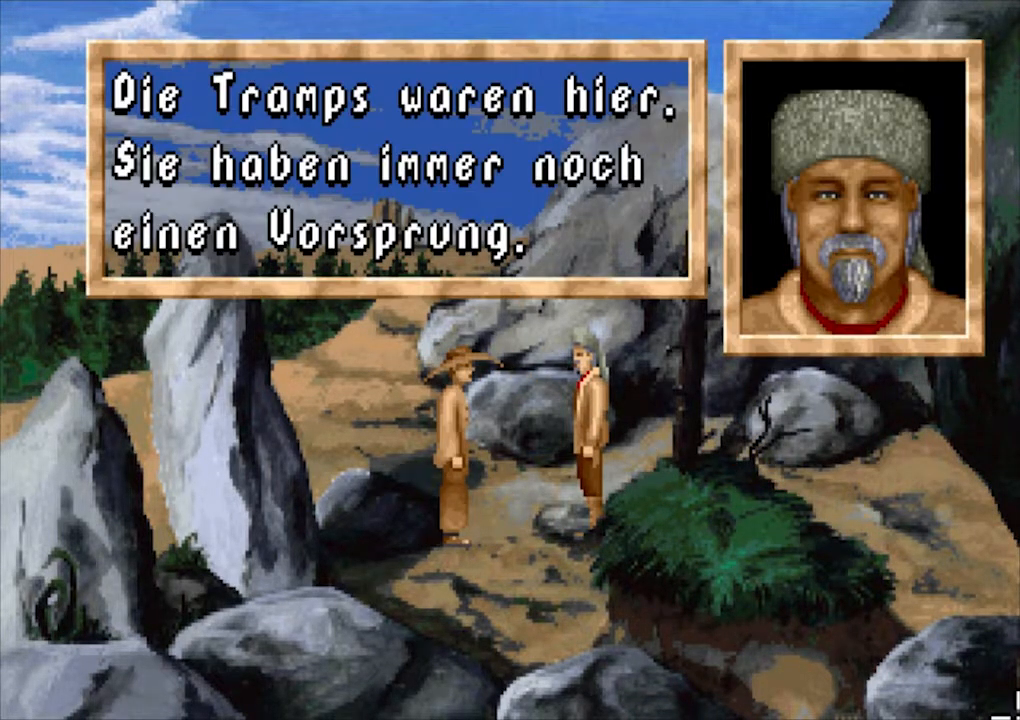 Die Tramps waren hier.
Sie haben immer noch
einen Vorsprung.